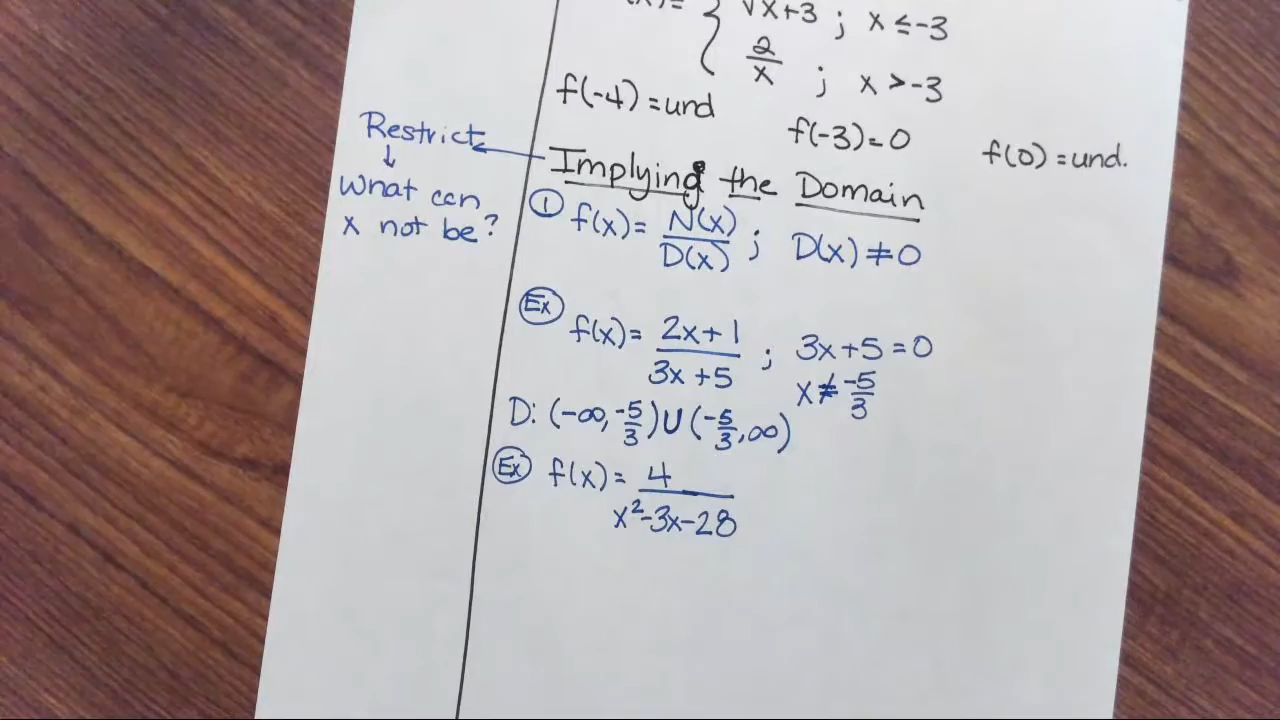 (x)= { √x+3 ; x ≤ -3
2/x ; x > -3
f(-4) = und
f(-3) = 0
f(0) = und.
Restrict
↓
What can
x not be?
Implying the Domain
① f(x) = N(x)/D(x) ; D(x) ≠ 0
Ex f(x) = 2x+1/3x+5 ; 3x+5 = 0
x ≠ -5/3
D: (-∞, -5/3) ∪ (-5/3, ∞)
Ex f(x) = 4/x²-3x-28